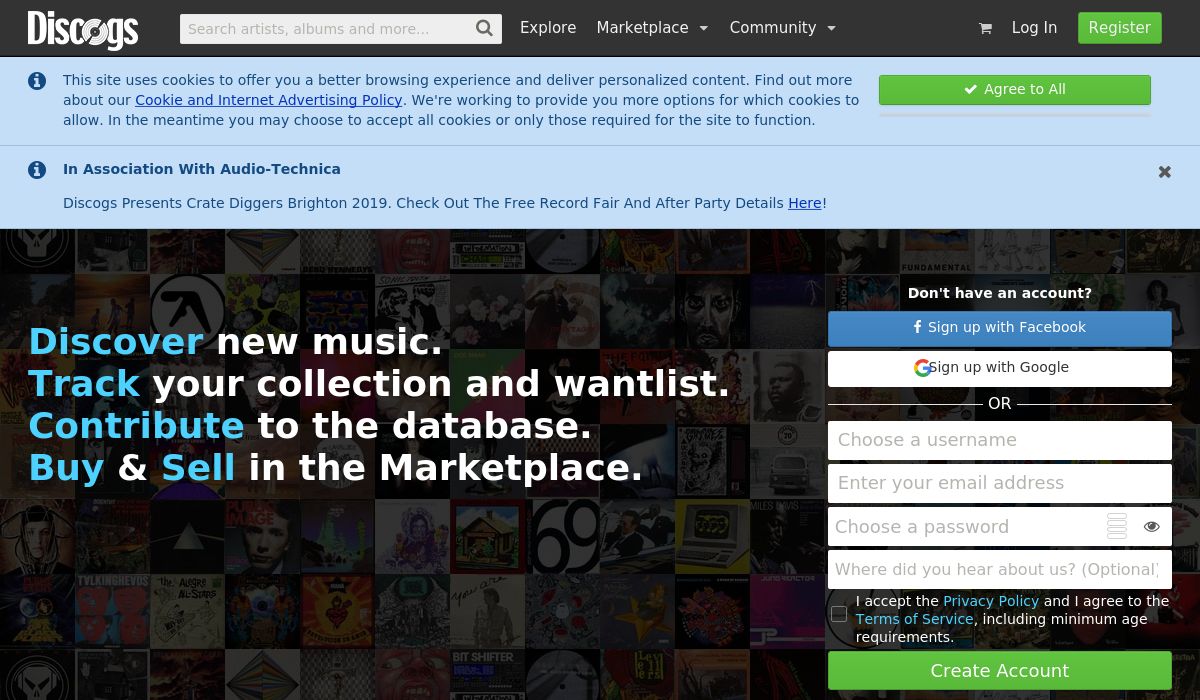 Discogs
Search artists, albums and more...
Explore
Marketplace
Community
Log In
Register
This site uses cookies to offer you a better browsing experience and deliver personalized content. Find out more
about our Cookie and Internet Advertising Policy. We're working to provide you more options for which cookies to
allow. In the meantime you may choose to accept all cookies or only those required for the site to function.
Agree to All
In Association With Audio-Technica
Discogs Presents Crate Diggers Brighton 2019. Check Out The Free Record Fair And After Party Details Here!
FUNDAMENTAL
Discover new music.
Track your collection and wantlist.
Contribute to the database.
Buy & Sell in the Marketplace.
MILES DAVIS
69
BIT SHIFTER
Don't have an account?
Sign up with Facebook
Sign up with Google
OR
Choose a username
Enter your email address
Choose a password
Where did you hear about us? (Optional)
I accept the Privacy Policy and I agree to the
Terms of Service, including minimum age
requirements.
Create Account